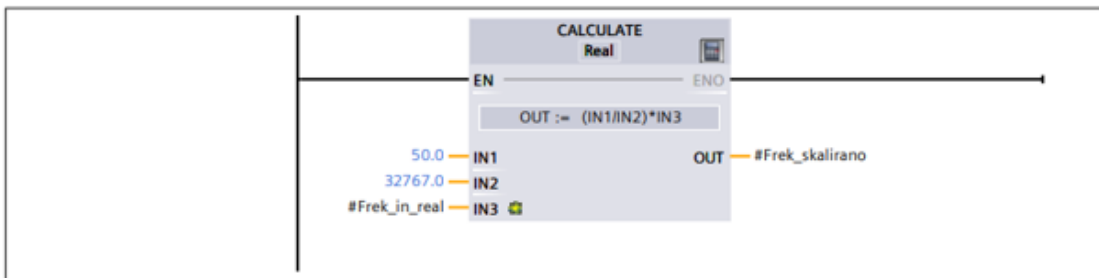 CALCULATE
Real
EN ENO
OUT := (IN1/IN2)*IN3
50.0 IN1 OUT #Frek_skalirano
32767.0 IN2
#Frek_in_real IN3